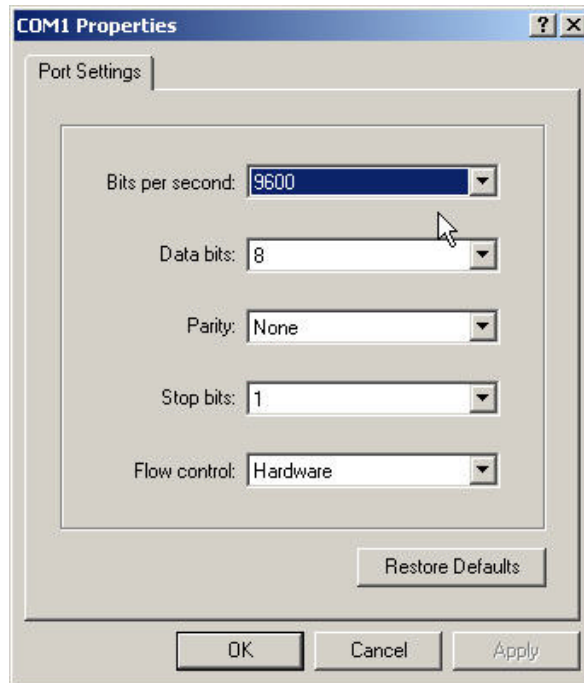 COM1 Properties
Port Settings
Bits per second: 9600
Data bits: 8
Parity: None
Stop bits: 1
Flow control: Hardware
Restore Defaults
OK Cancel Apply